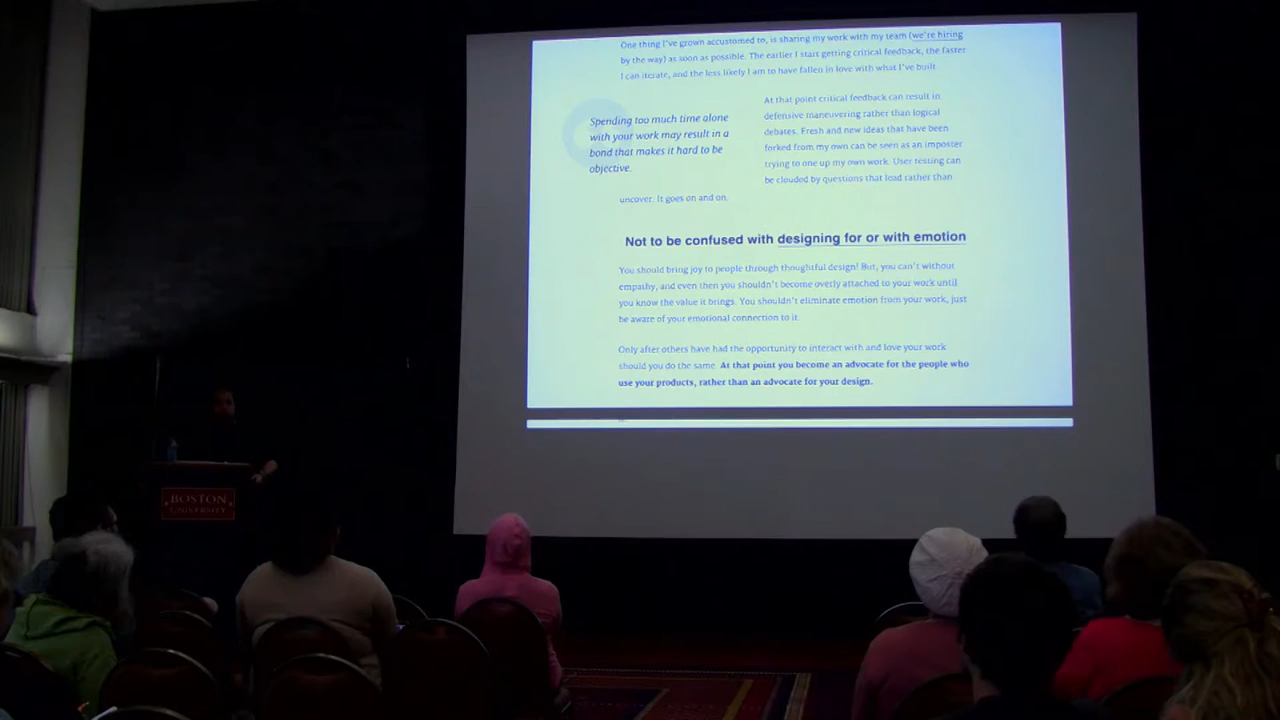 One thing I've grown accustomed to, is sharing my work with my team (we're hiring
by the way) as soon as possible. The earlier I start getting critical feedback, the faster
I can iterate, and the less likely I am to have fallen in love with what I've built.
Spending too much time alone
with your work may result in a
bond that makes it hard to be
objective.
At that point critical feedback can result in
defensive maneuvering rather than logical
debates. Fresh and new ideas that have been
forked from my own can be seen as an imposter
trying to one up my own work. User testing can
be clouded by questions that lead rather than
uncover. It goes on and on.
Not to be confused with designing for or with emotion
You should bring joy to people through thoughtful design! But, you can't without
empathy, and even then you shouldn't become overly attached to your work until
you know the value it brings. You shouldn't eliminate emotion from your work, just
be aware of your emotional connection to it.
Only after others have had the opportunity to interact with and love your work
should you do the same. At that point you become an advocate for the people who
use your products, rather than an advocate for your design.
BOSTON
UNIVERSITY